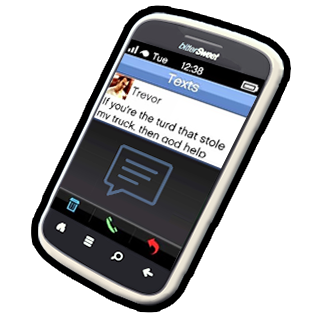 bitterSweet
Tue
12:38
Texts
Trevor
If you're the turd that stole
my truck, then god help